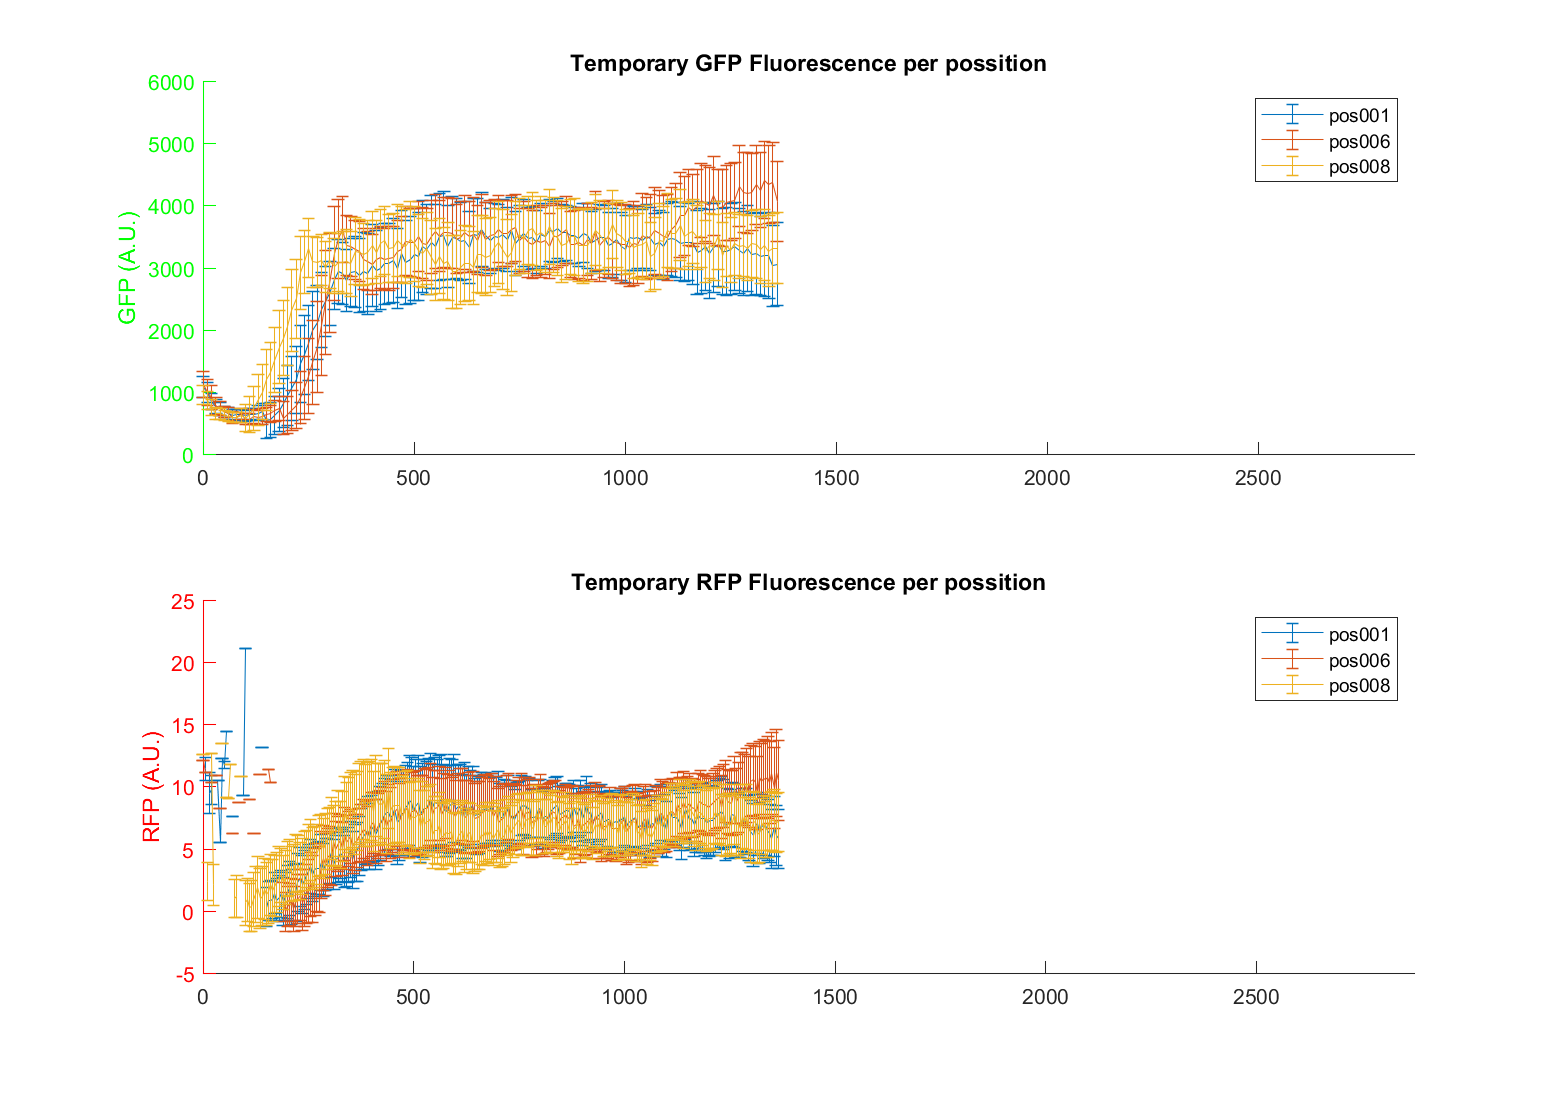 Temporary GFP Fluorescence per possition
6000
5000
4000
3000
2000
1000
0
GFP (A.U.)
0 500 1000 1500 2000 2500
pos001
pos006
pos008
Temporary RFP Fluorescence per possition
25
20
15
10
5
0
-5
RFP (A.U.)
0 500 1000 1500 2000 2500
pos001
pos006
pos008